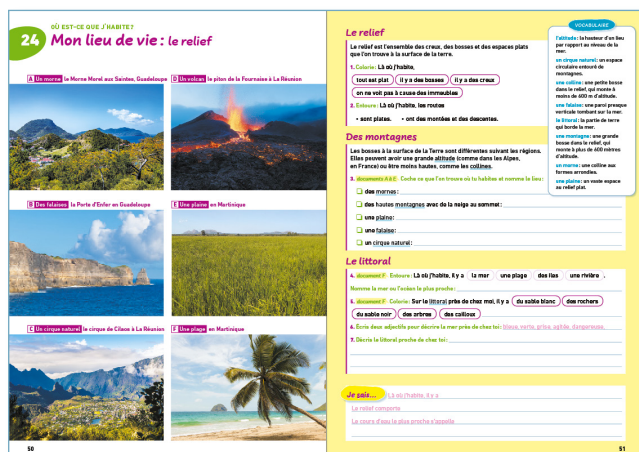 OÙ EST-CE QUE J'HABITE ?
24 Mon lieu de vie : le relief
A Un morne le Morne Morel aux Saintes, Guadeloupe
D Un volcan le piton de la Fournaise à La Réunion
B Des falaises la Porte d'Enfer en Guadeloupe
E Une plaine en Martinique
C Un cirque naturel le cirque de Cilaos à La Réunion
F Une plage en Martinique
50
Le relief
Le relief est l'ensemble des creux, des bosses et des espaces plats
que l'on trouve à la surface de la terre.
1. Colorie : Là où j'habite,
tout est plat il y a des bosses il y a des creux
on ne voit pas à cause des immeubles
2. Entoure : Là où j'habite, les routes
• sont plates. • ont des montées et des descentes.
Des montagnes
Les bosses à la surface de la Terre sont différentes suivant les régions.
Elles peuvent avoir une grande altitude (comme dans les Alpes,
en France) ou être moins hautes, comme les collines.
3. documents A à E Coche ce que l'on trouve où tu habites et nomme le lieu :
des mornes :
des hautes montagnes avec de la neige au sommet :
une plaine :
une falaise :
un cirque naturel :
Le littoral
4. document F Entoure : Là où j'habite, il y a la mer une plage des îles une rivière .
Nomme la mer ou l'océan le plus proche :
5. document F Colorie : Sur le littoral près de chez moi, il y a du sable blanc des rochers
du sable noir des arbres des cailloux
6. Écris deux adjectifs pour décrire la mer près de chez toi : bleue, verte, grise, agitée, dangereuse,
7. Décris le littoral proche de chez toi :
Je sais... Là où j'habite, il y a
Le relief comporte
Le cours d'eau le plus proche s'appelle
VOCABULAIRE
l'altitude : la hauteur d'un lieu
par rapport au niveau de la
mer.
un cirque naturel : un espace
circulaire entouré de
montagnes.
une colline : une petite bosse
dans le relief, qui monte à
moins de 600 m d'altitude.
une falaise : une paroi presque
verticale tombant sur la mer.
le littoral : la partie de terre
qui borde la mer.
une montagne : une grande
bosse dans le relief, qui
monte à plus de 600 mètres
d'altitude.
un morne : une colline aux
formes arrondies.
une plaine : un vaste espace
au relief plat.
51